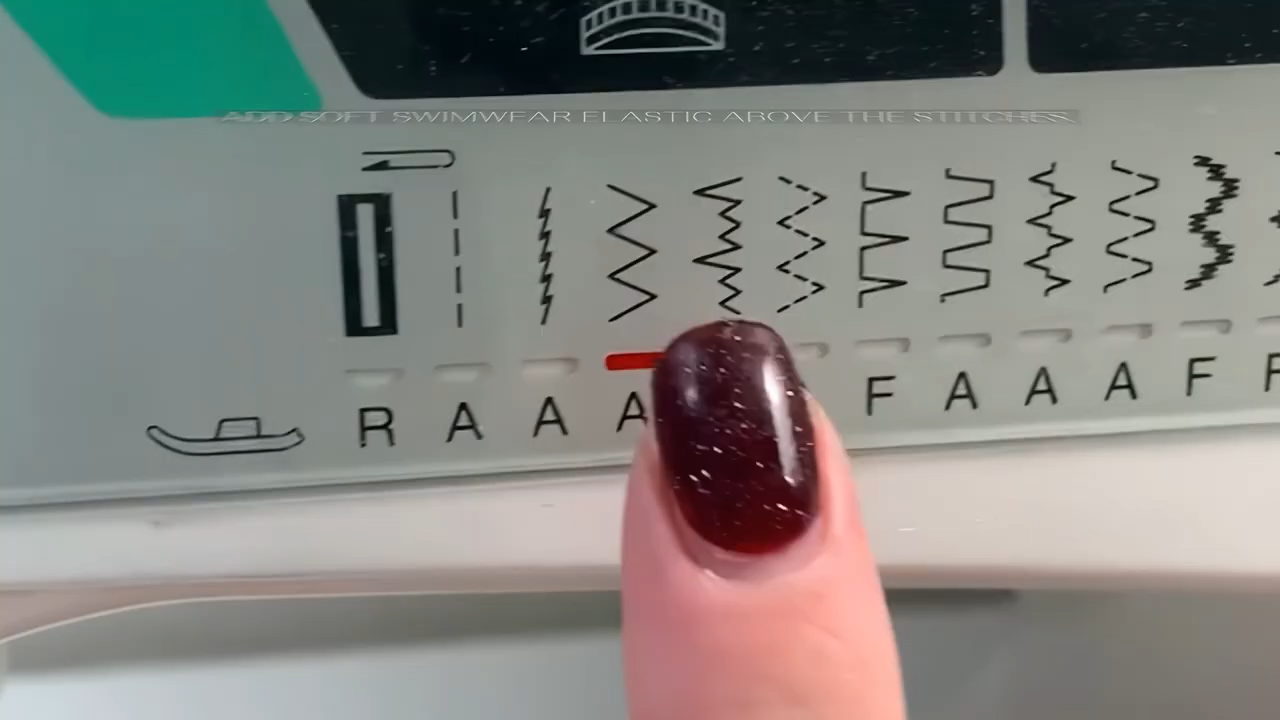 ADD SOFT SWIMWEAR ELASTIC ABOVE THE STITCHES
R A A A F A A A F F